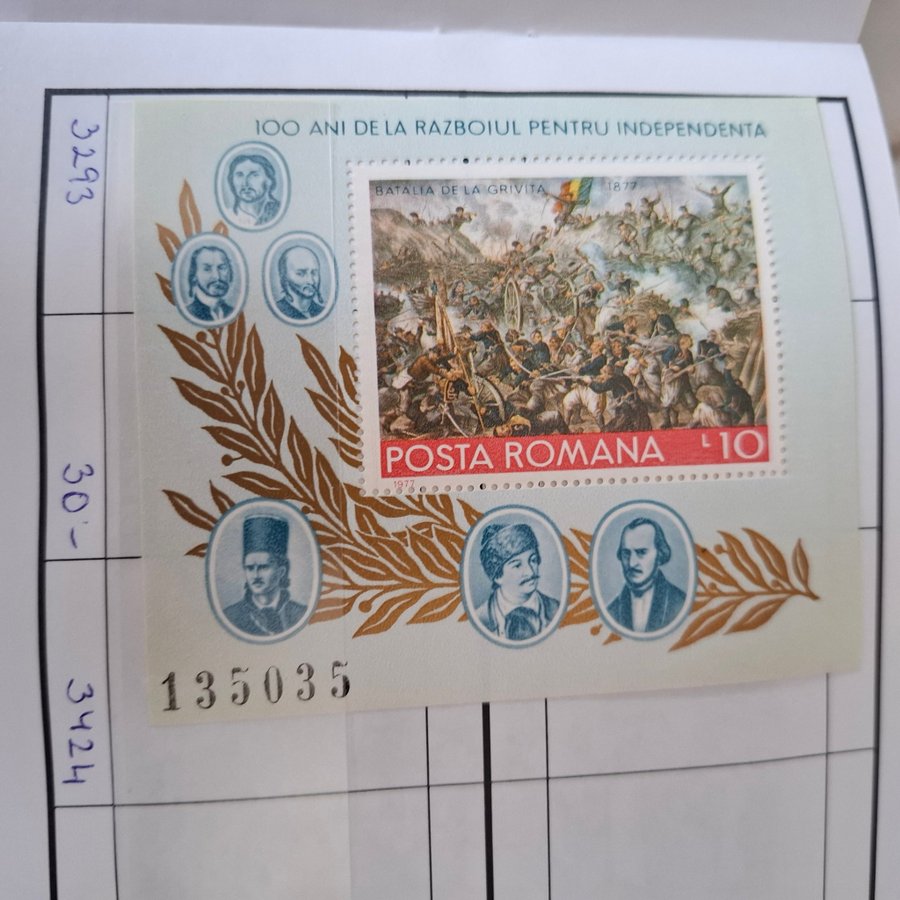 100 ANI DE LA RAZBOIUL PENTRU INDEPENDENTA
BATALIA DE LA GRIVITA 1877
POSTA ROMANA L 10
1977
135035
3293
30:-
3424